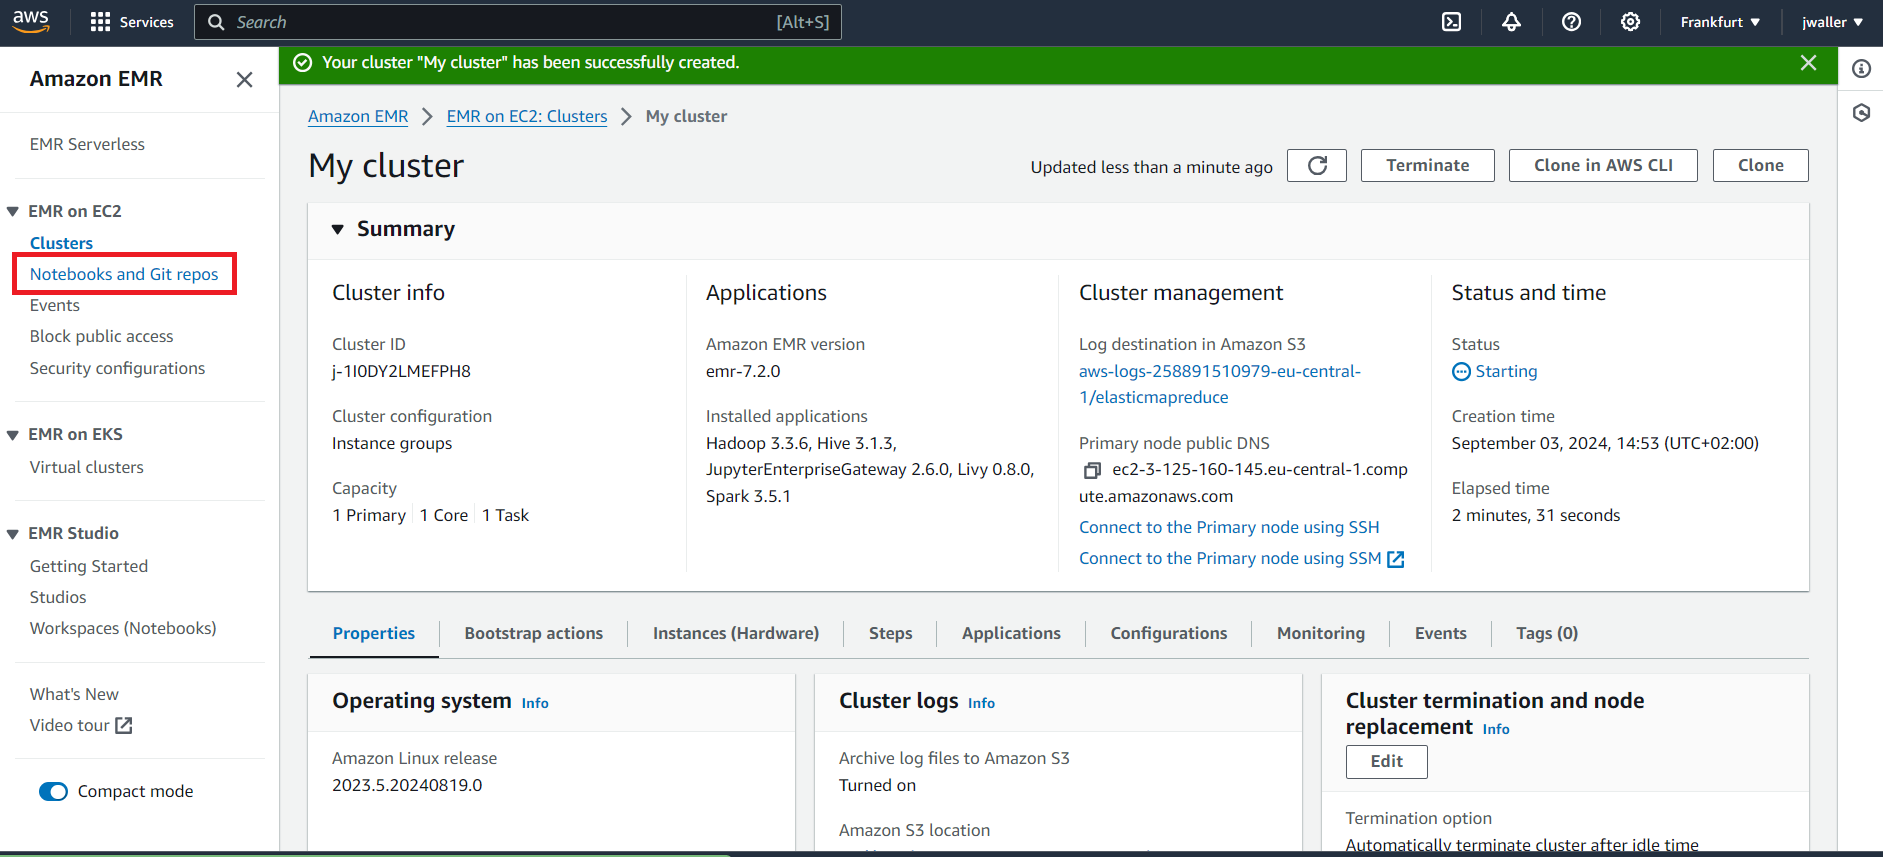 aws
Services
Search
[Alt+S]
Frankfurt ▼
jwaller ▼
Amazon EMR
EMR Serverless
▼ EMR on EC2
Clusters
Notebooks and Git repos
Events
Block public access
Security configurations
▼ EMR on EKS
Virtual clusters
▼ EMR Studio
Getting Started
Studios
Workspaces (Notebooks)
What's New
Video tour
Compact mode
Your cluster "My cluster" has been successfully created.
Amazon EMR > EMR on EC2: Clusters > My cluster
My cluster
Updated less than a minute ago
Terminate
Clone in AWS CLI
Clone
▼ Summary
Cluster info
Cluster ID
j-1I0DY2LMEFPH8
Cluster configuration
Instance groups
Capacity
1 Primary | 1 Core | 1 Task
Applications
Amazon EMR version
emr-7.2.0
Installed applications
Hadoop 3.3.6, Hive 3.1.3,
JupyterEnterpriseGateway 2.6.0, Livy 0.8.0,
Spark 3.5.1
Cluster management
Log destination in Amazon S3
aws-logs-258891510979-eu-central-
1/elasticmapreduce
Primary node public DNS
ec2-3-125-160-145.eu-central-1.comp
ute.amazonaws.com
Connect to the Primary node using SSH
Connect to the Primary node using SSM
Status and time
Status
Starting
Creation time
September 03, 2024, 14:53 (UTC+02:00)
Elapsed time
2 minutes, 31 seconds
Properties
Bootstrap actions
Instances (Hardware)
Steps
Applications
Configurations
Monitoring
Events
Tags (0)
Operating system Info
Amazon Linux release
2023.5.20240819.0
Cluster logs Info
Archive log files to Amazon S3
Turned on
Amazon S3 location
Cluster termination and node
replacement Info
Edit
Termination option
Automatically terminate cluster after idle time